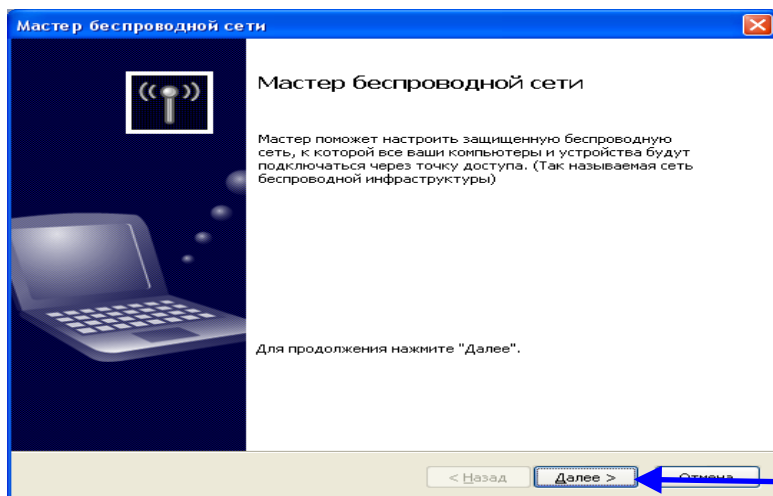 Мастер беспроводной сети
Мастер беспроводной сети
Мастер поможет настроить защищенную беспроводную
сеть, к которой все ваши компьютеры и устройства будут
подключаться через точку доступа. (Так называемая сеть
беспроводной инфраструктуры)
Для продолжения нажмите "Далее".
< Назад Далее > Отмена